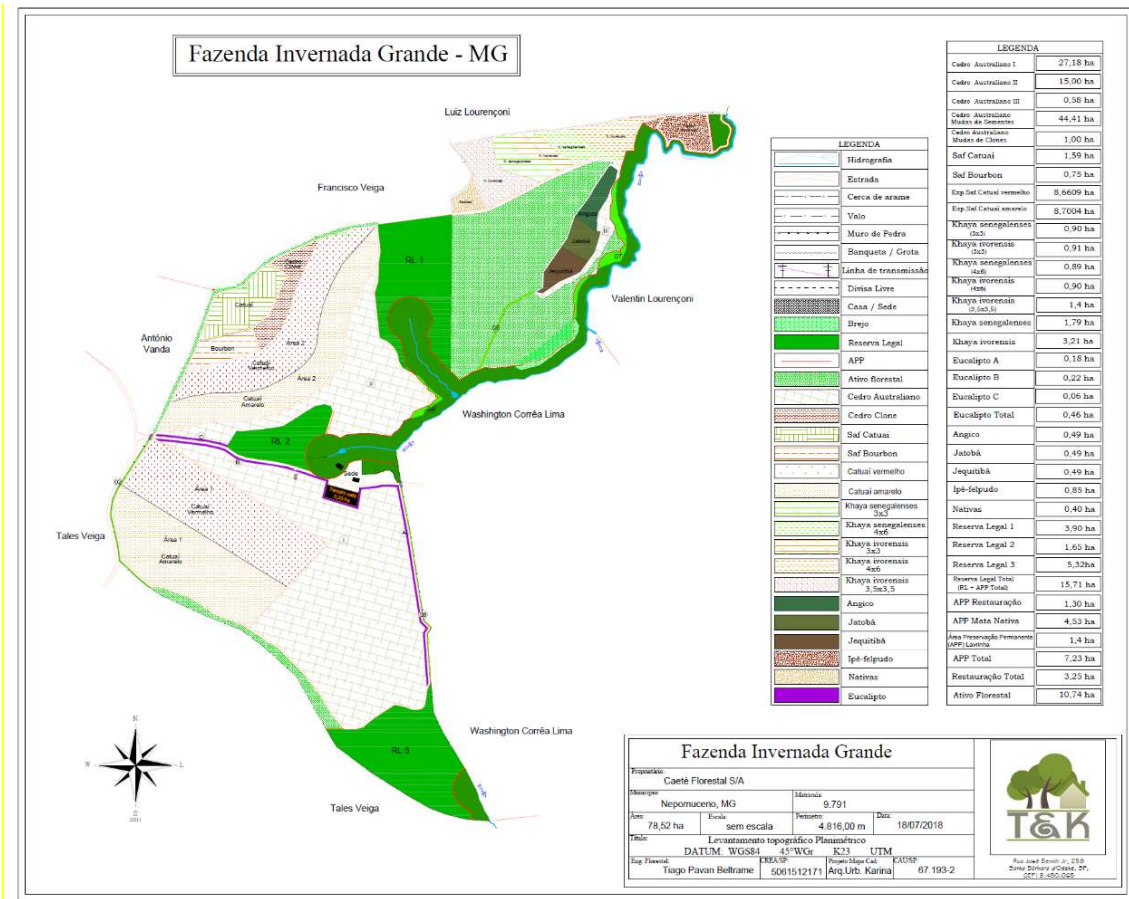 Fazenda Invernada Grande - MG
Luiz Lourençoni
Francisco Veiga
Valentin Lourençoni
Antônio
Vanda
Washington Corrêa Lima
Tales Veiga
Washington Corrêa Lima
Tales Veiga
RL 1
RL 2
RL 3
Angico
Jatobá
Jequitibá
Cedro
Clone
Catuaí
Bourbon
Catuaí
Vermelho
Área 2
Área 2
Catuaí
Amarelo
Sede
Área 1
Catuaí
Vermelho
Área 1
Catuaí
Amarelo
N
W
L
S
2011
LEGENDA
Hidrografia
Estrada
Cerca de arame
Valo
Muro de Pedra
Banqueta / Grota
Linha de transmissão
Divisa Livre
Casa / Sede
Brejo
Reserva Legal
APP
Ativo florestal
Cedro Australiano
Cedro Clone
Saf Catuaí
Saf Bourbon
Catuaí vermelho
Catuaí amarelo
Khaya senegalenses
3x3
Khaya senegalenses
4x6
Khaya ivorensis
3x3
Khaya ivorensis
4x6
Khaya ivorensis
3,5x3,5
Angico
Jatobá
Jequitibá
Ipê-felpudo
Nativas
Eucalipto
LEGENDA
Cedro Australiano I 27,18 ha
Cedro Australiano II 15,00 ha
Cedro Australiano III 0,58 ha
Cedro Australiano
Mudas de Sementes 44,41 ha
Cedro Australiano
Mudas de Clones 1,00 ha
Saf Catuaí 1,59 ha
Saf Bourbon 0,75 ha
Exp.Saf.Catuaí vermelho 8,6609 ha
Exp.Saf.Catuaí amarelo 8,7004 ha
Khaya senegalenses
(3x3) 0,90 ha
Khaya ivorensis
(3x3) 0,91 ha
Khaya senegalenses
(4x6) 0,89 ha
Khaya ivorensis
(4x6) 0,90 ha
Khaya ivorensis
(3,5x3,5) 1,4 ha
Khaya senegalenses 1,79 ha
Khaya ivorensis 3,21 ha
Eucalipto A 0,18 ha
Eucalipto B 0,22 ha
Eucalipto C 0,06 ha
Eucalipto Total 0,46 ha
Angico 0,49 ha
Jatobá 0,49 ha
Jequitibá 0,49 ha
Ipê-felpudo 0,85 ha
Nativas 0,40 ha
Reserva Legal 1 3,90 ha
Reserva Legal 2 1,65 ha
Reserva Legal 3 5,32ha
Reserva Legal Total
(RL - APP Total) 15,71 ha
APP Restauração 1,30 ha
APP Mata Nativa 4,53 ha
Área Preservação Permanente
(APP) Lavrinha 1,4 ha
APP Total 7,23 ha
Restauração Total 3,25 ha
Ativo Florestal 10,74 ha
Fazenda Invernada Grande
Proprietário:
Caeté Florestal S/A
Município: Matrícula:
Nepomuceno, MG 9.791
Área: Escala: Perímetro: Data:
78,52 ha sem escala 4.816,00 m 18/07/2018
Título: Levantamento topográfico Planimétrico
DATUM: WGS84 45°WGr K23 UTM
Eng. Florestal: CREA/SP: Projeto Mapa Cad: CAU/SP:
Tiago Pavan Beltrame 5061512171 Arq.Urb. Karina 67.193-2
T&K